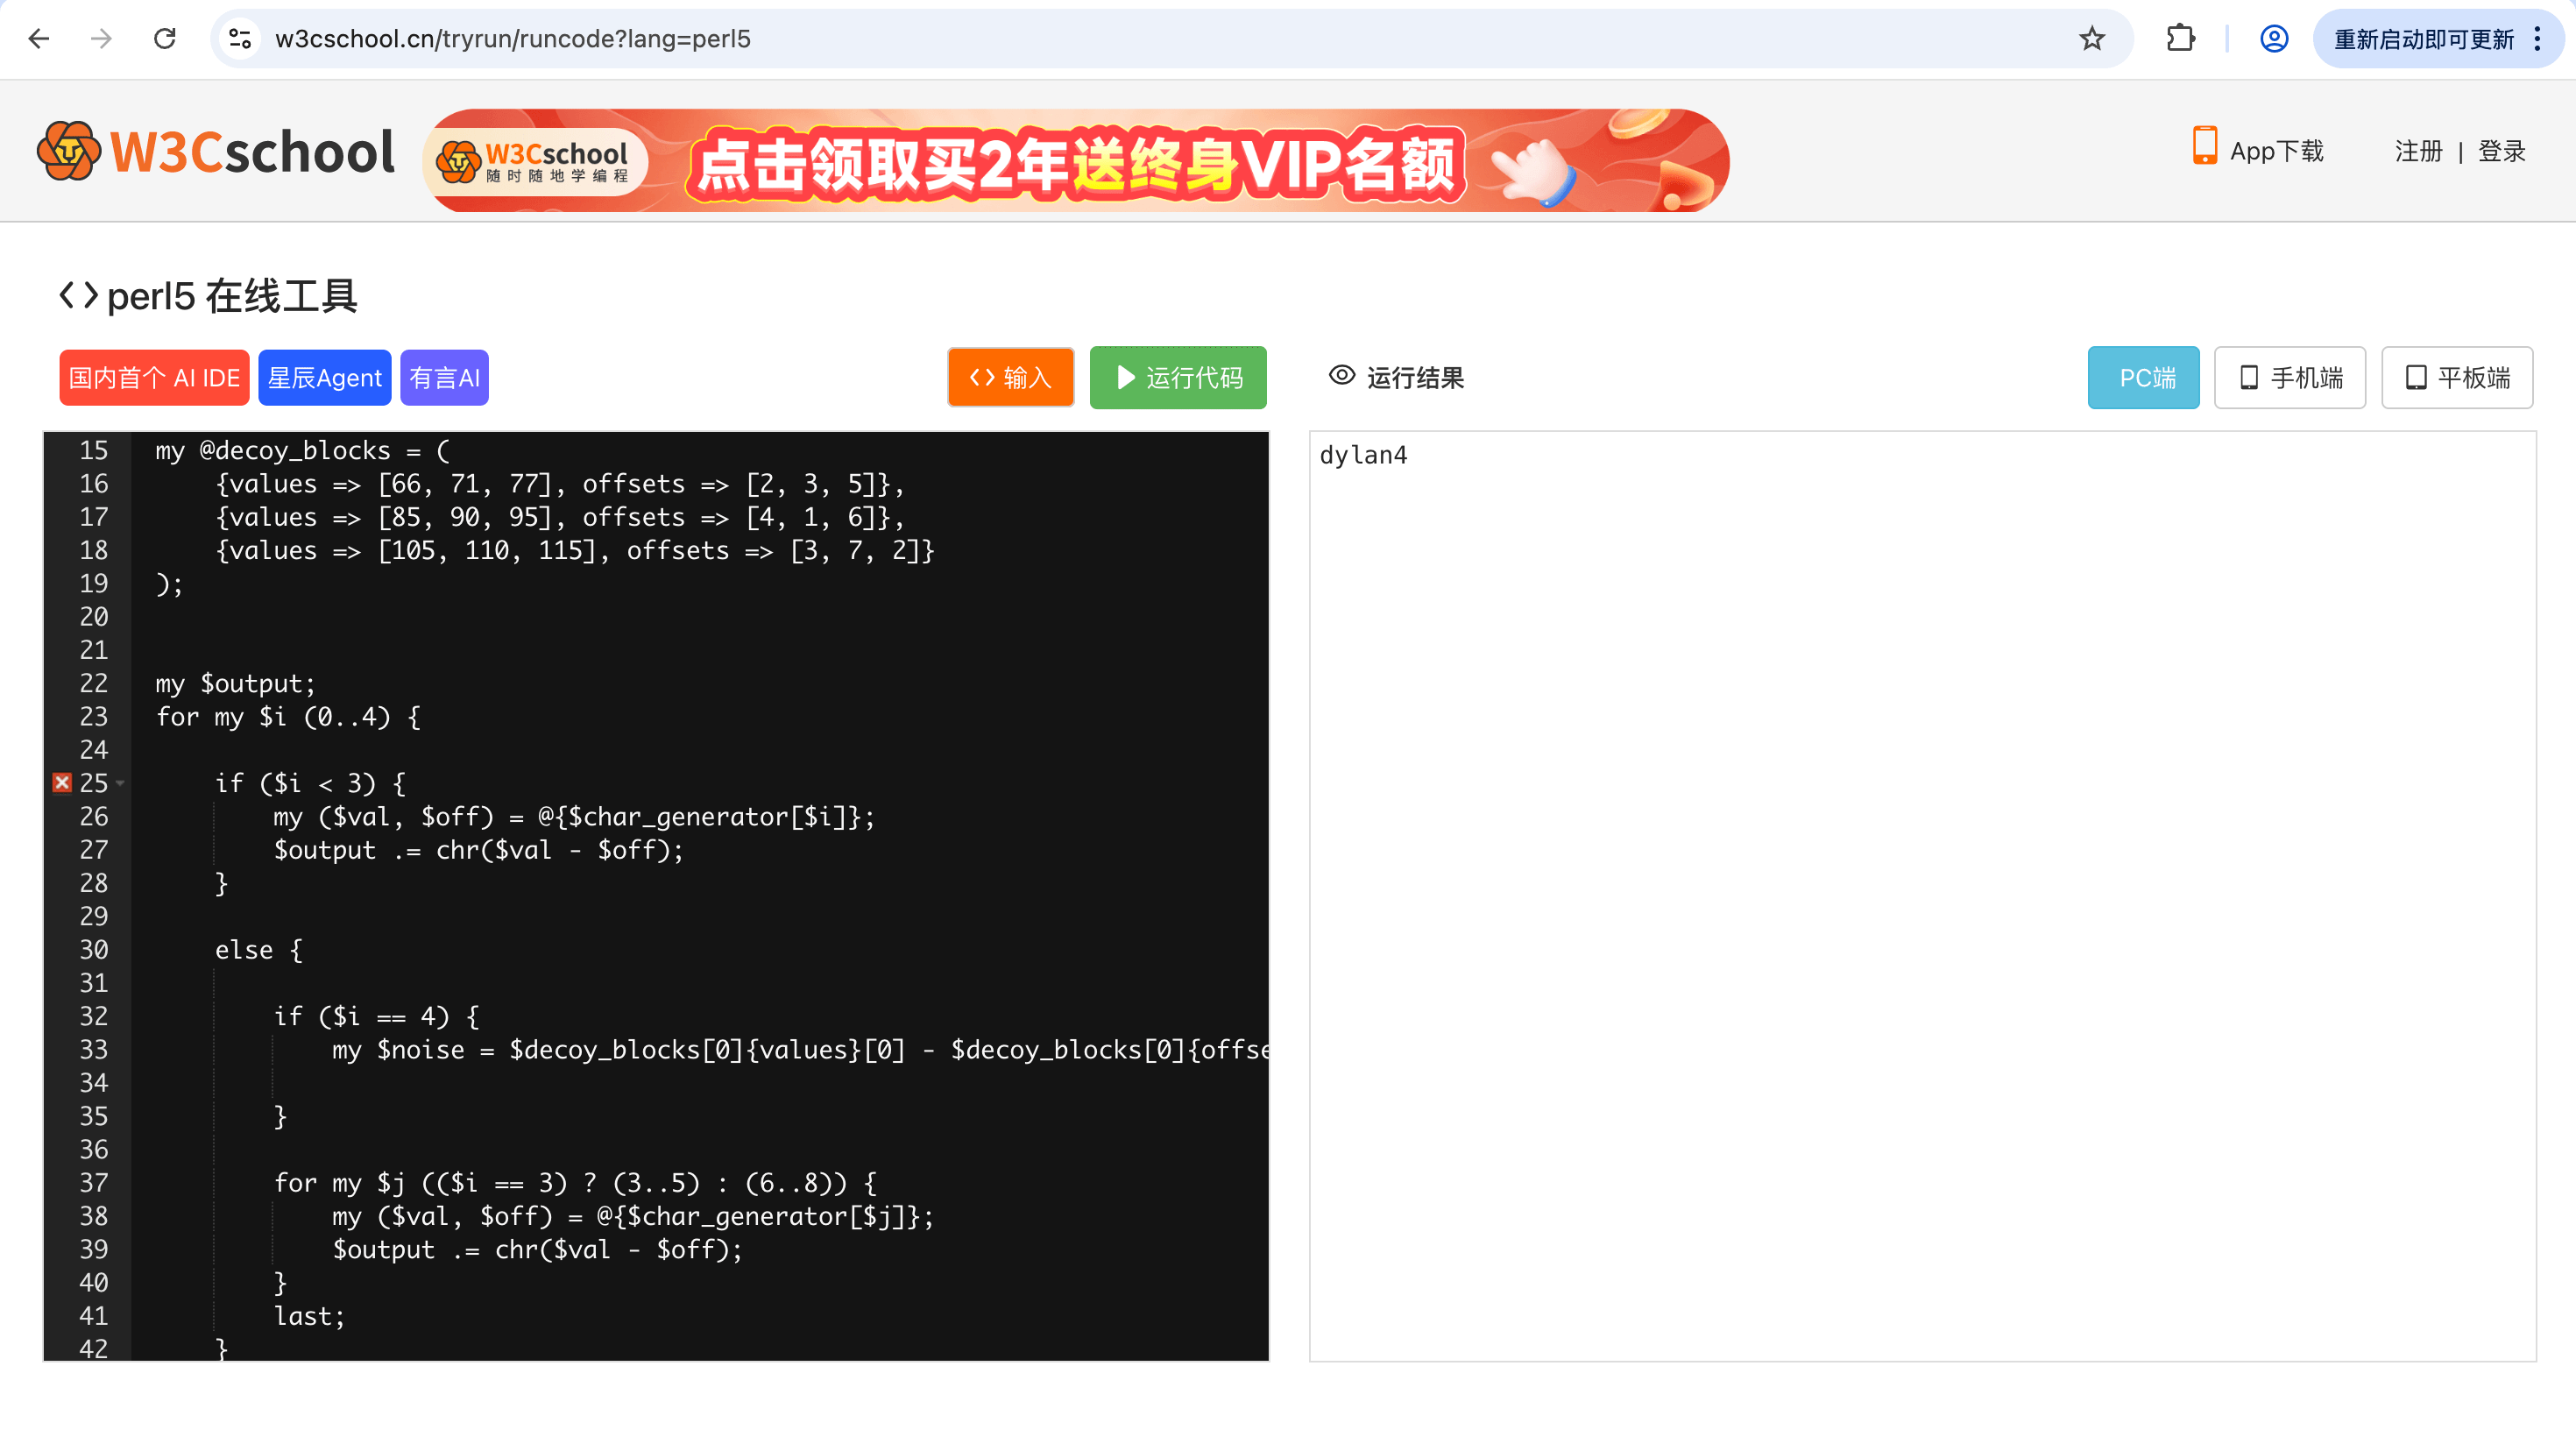 w3cschool.cn/tryrun/runcode?lang=perl5
重新启动即可更新
W3Cschool
W3Cschool
随时随地学编程
点击领取买2年送终身VIP名额
App下载
注册 | 登录
<> perl5 在线工具
国内首个 AI IDE
星辰Agent
有言AI
<> 输入
运行代码
运行结果
PC端
手机端
平板端
15 my @decoy_blocks = (
16 {values => [66, 71, 77], offsets => [2, 3, 5]},
17 {values => [85, 90, 95], offsets => [4, 1, 6]},
18 {values => [105, 110, 115], offsets => [3, 7, 2]}
19 );
20
21
22 my $output;
23 for my $i (0..4) {
24
25 if ($i < 3) {
26 my ($val, $off) = @{$char_generator[$i]};
27 $output .= chr($val - $off);
28 }
29
30 else {
31
32 if ($i == 4) {
33 my $noise = $decoy_blocks[0]{values}[0] - $decoy_blocks[0]{offse
34
35 }
36
37 for my $j (($i == 3) ? (3..5) : (6..8)) {
38 my ($val, $off) = @{$char_generator[$j]};
39 $output .= chr($val - $off);
40 }
41 last;
42 }
dylan4